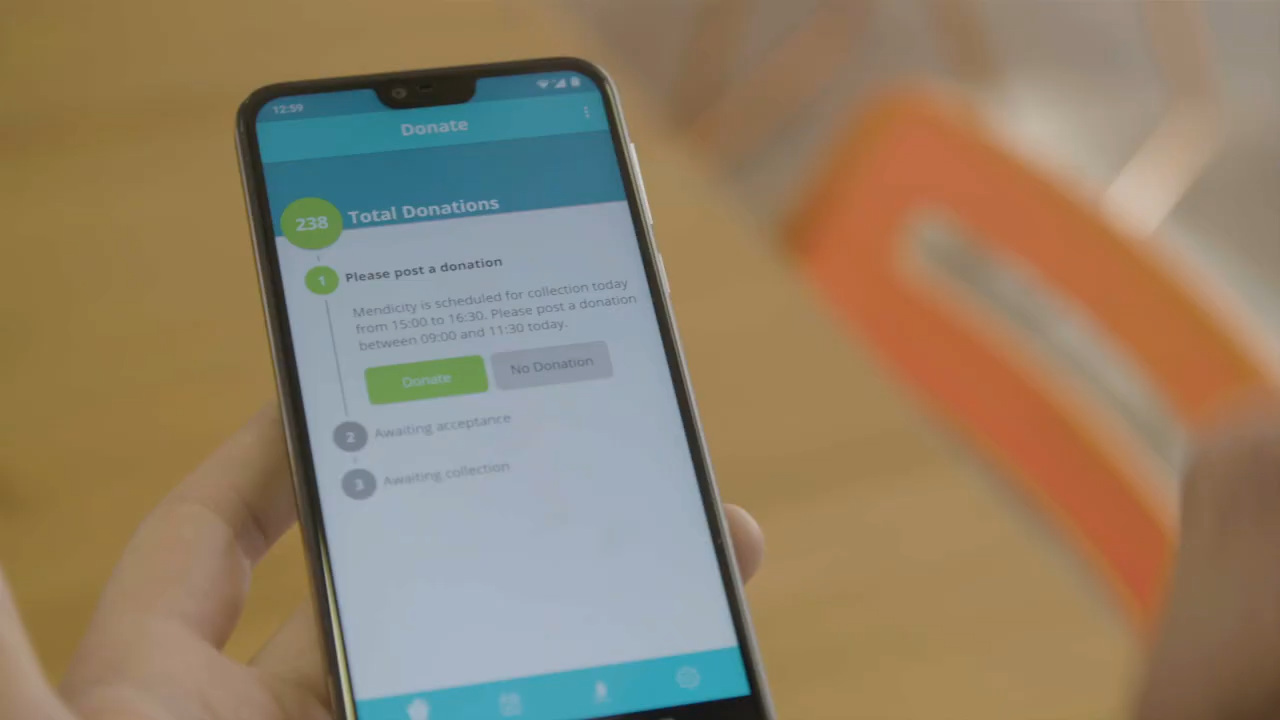 12:59
Donate
238 Total Donations
1 Please post a donation
Mendicity is scheduled for collection today
from 15:00 to 16:30. Please post a donation
between 09:00 and 11:30 today.
Donate No Donation
2 Awaiting acceptance
3 Awaiting collection